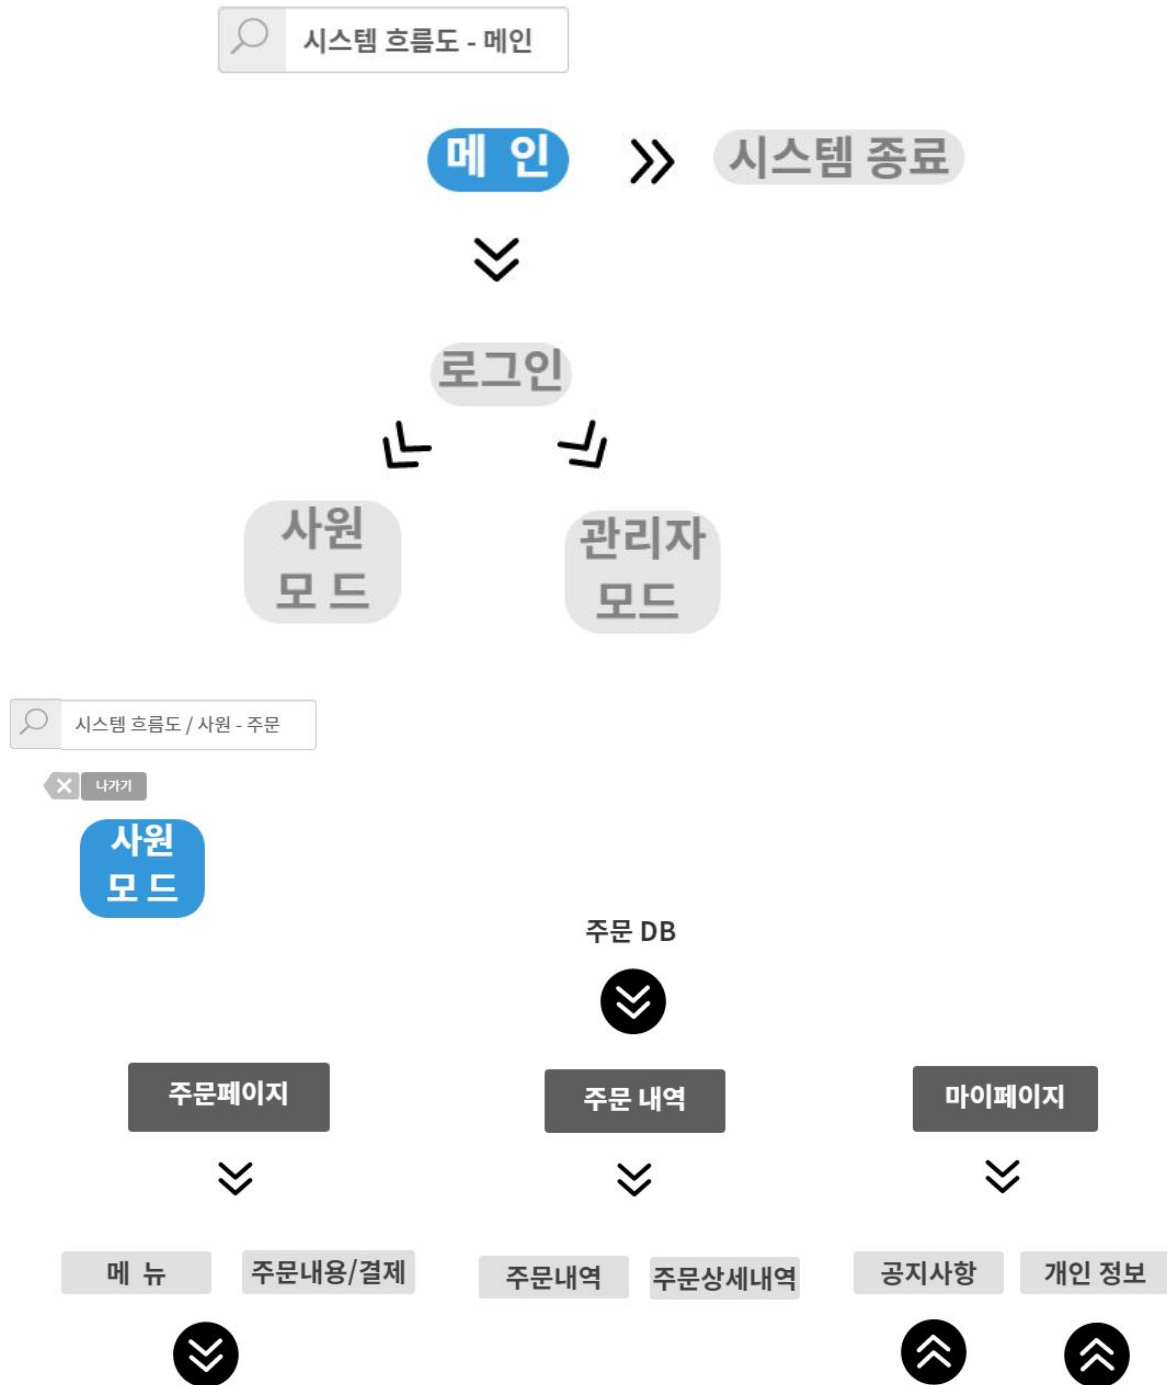 시스템 흐름도 - 메인
메 인
시스템 종료
로그인
사원
모 드
관리자
모드
시스템 흐름도 / 사원 - 주문
나가기
사원
모 드
주문 DB
주문페이지
주문 내역
마이페이지
메 뉴
주문내용/결제
주문내역
주문상세내역
공지사항
개인 정보